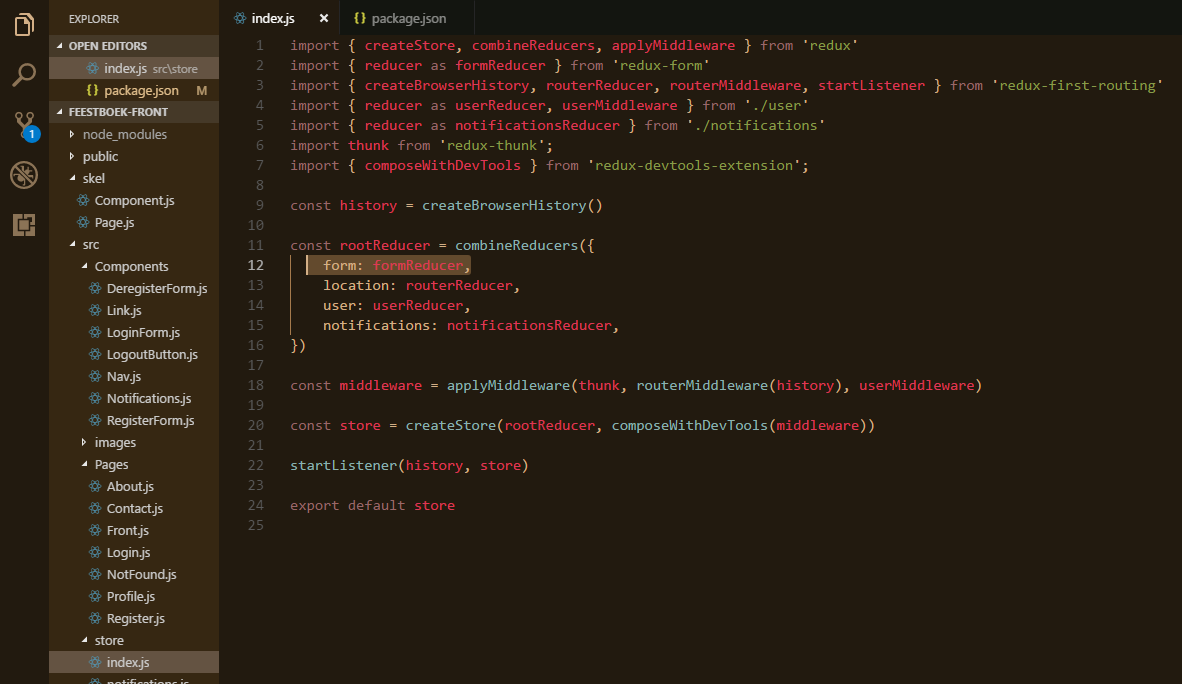 EXPLORER
OPEN EDITORS
index.js src\store
{} package.json M
1
FEESTBOEK-FRONT
node_modules
public
skel
Component.js
Page.js
src
Components
DeregisterForm.js
Link.js
LoginForm.js
LogoutButton.js
Nav.js
Notifications.js
RegisterForm.js
images
Pages
About.js
Contact.js
Front.js
Login.js
NotFound.js
Profile.js
Register.js
store
index.js
notifications.js
index.js × {} package.json
1 import { createStore, combineReducers, applyMiddleware } from 'redux'
2 import { reducer as formReducer } from 'redux-form'
3 import { createBrowserHistory, routerReducer, routerMiddleware, startListener } from 'redux-first-routing'
4 import { reducer as userReducer, userMiddleware } from './user'
5 import { reducer as notificationsReducer } from './notifications'
6 import thunk from 'redux-thunk';
7 import { composeWithDevTools } from 'redux-devtools-extension';
8
9 const history = createBrowserHistory()
10
11 const rootReducer = combineReducers({
12 form: formReducer,
13 location: routerReducer,
14 user: userReducer,
15 notifications: notificationsReducer,
16 })
17
18 const middleware = applyMiddleware(thunk, routerMiddleware(history), userMiddleware)
19
20 const store = createStore(rootReducer, composeWithDevTools(middleware))
21
22 startListener(history, store)
23
24 export default store
25